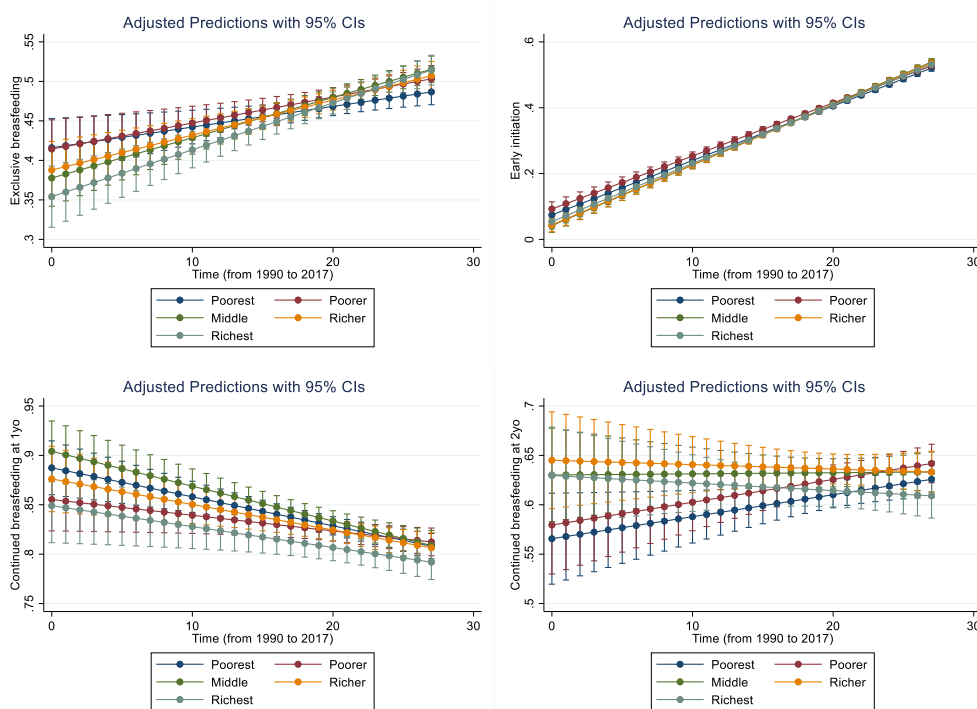 Adjusted Predictions with 95% CIs
Exclusive breastfeeding
.55
.5
.45
.4
.35
.3
0 10 20 30
Time (from 1990 to 2017)
Poorest Poorer
Middle Richer
Richest
Adjusted Predictions with 95% CIs
Early initiation
.6
.4
.2
0
0 10 20 30
Time (from 1990 to 2017)
Poorest Poorer
Middle Richer
Richest
Adjusted Predictions with 95% CIs
Continued breastfeeding at 1yo
.95
.9
.85
.8
.75
0 10 20 30
Time (from 1990 to 2017)
Poorest Poorer
Middle Richer
Richest
Adjusted Predictions with 95% CIs
Continued breastfeeding at 2yo
.7
.65
.6
.55
.5
0 10 20 30
Time (from 1990 to 2017)
Poorest Poorer
Middle Richer
Richest